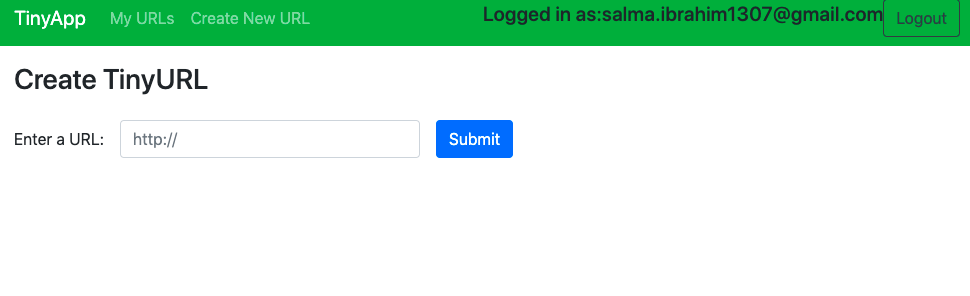 TinyApp My URLs Create New URL Logged in as:salma.ibrahim1307@gmail.com Logout
Create TinyURL
Enter a URL: http:// Submit